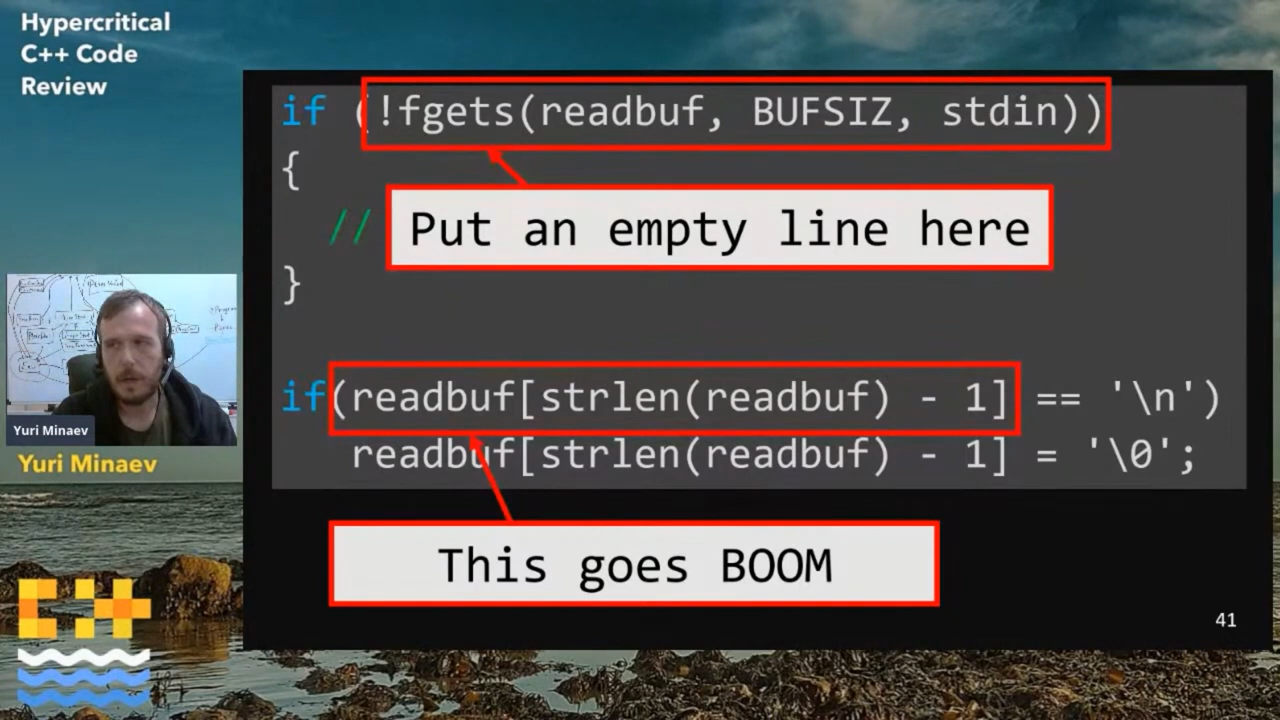 Hypercritical
C++ Code
Review
if (!fgets(readbuf, BUFSIZ, stdin))
{
//
Put an empty line here
}
if(readbuf[strlen(readbuf) - 1] == '\n')
readbuf[strlen(readbuf) - 1] = '\0';
This goes BOOM
41
Yuri Minaev
Yuri Minaev
C++